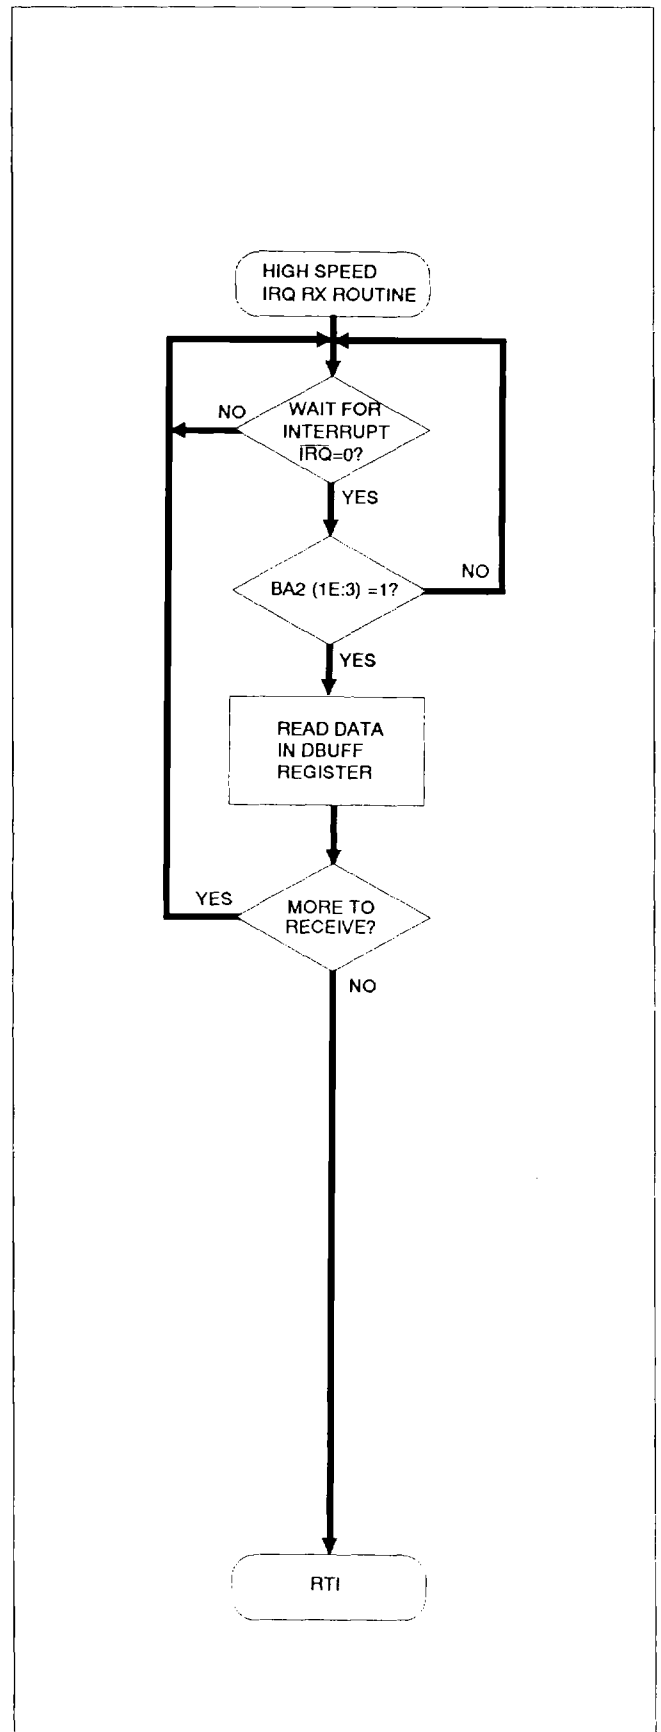 HIGH SPEED
IRQ RX ROUTINE
NO
WAIT FOR
INTERRUPT
I̅R̅Q̅=0?
YES
BA2 (1E:3) =1?
NO
YES
READ DATA
IN DBUFF
REGISTER
YES
MORE TO
RECEIVE?
NO
RTI